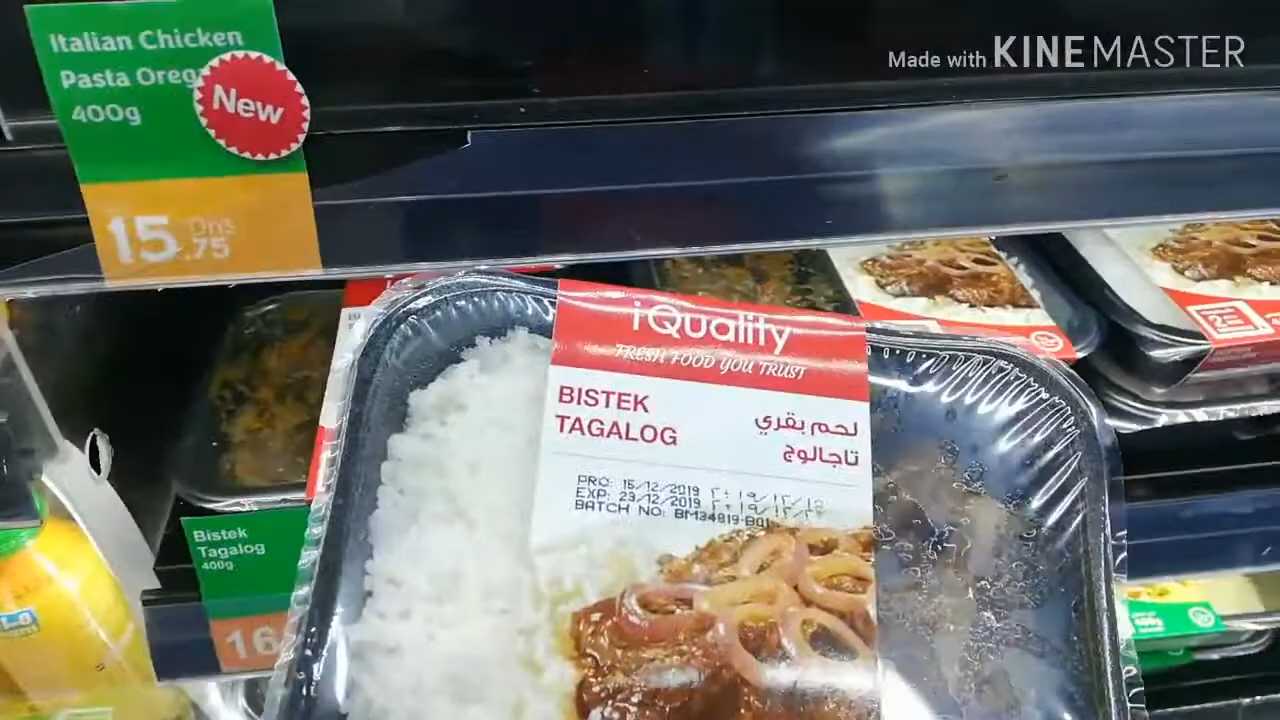 Made with KINEMASTER
Italian Chicken
Pasta Oreg
400g
New
Dhs
15.75
iQuality
FRESH FOOD YOU TRUST
BISTEK
TAGALOG
لحم بقري
تاجالوج
PRO: 15/12/2019
EXP: 23/12/2019
BATCH NO: BM34919-B01
Bistek
Tagalog
400g
16